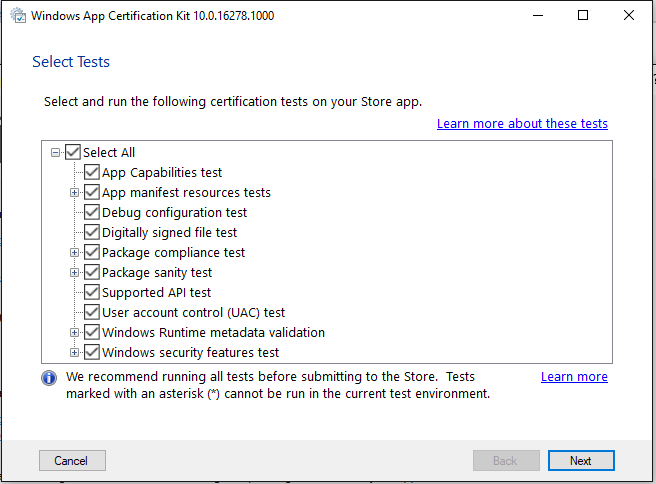 Windows App Certification Kit 10.0.16278.1000
Select Tests
Select and run the following certification tests on your Store app.
Learn more about these tests
Select All
App Capabilities test
App manifest resources tests
Debug configuration test
Digitally signed file test
Package compliance test
Package sanity test
Supported API test
User account control (UAC) test
Windows Runtime metadata validation
Windows security features test
We recommend running all tests before submitting to the Store. Tests
marked with an asterisk (*) cannot be run in the current test environment.
Learn more
Cancel
Back
Next